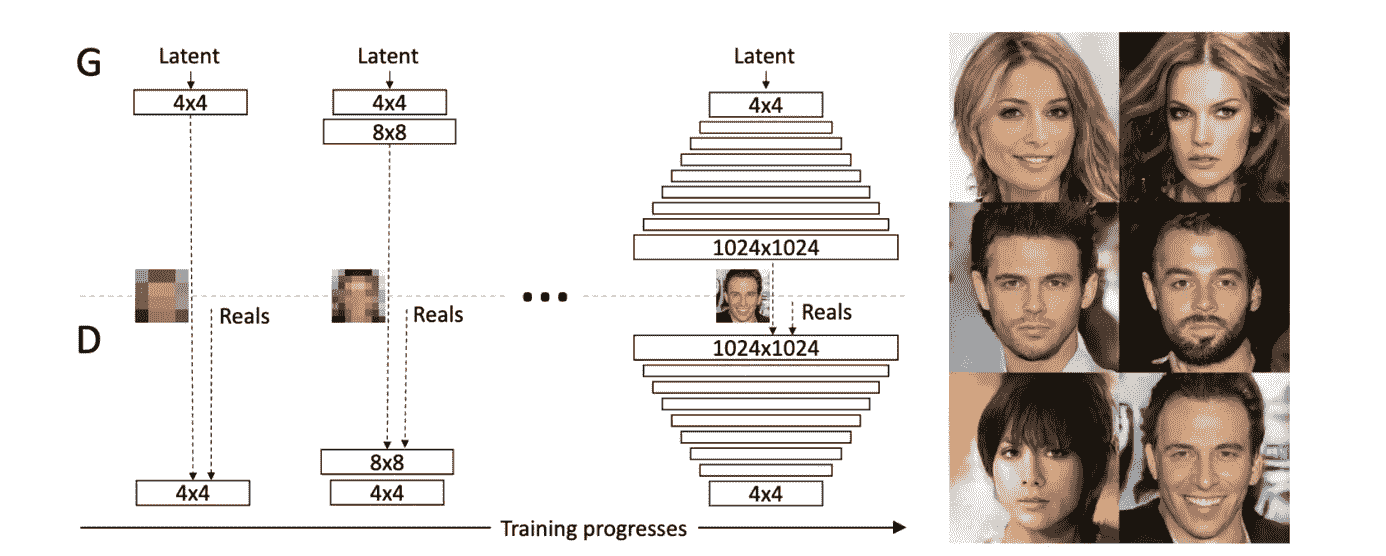 G
Latent
Latent
Latent
4x4
4x4
4x4
8x8
1024x1024
Reals
Reals
...
Reals
D
1024x1024
8x8
4x4
4x4
4x4
Training progresses